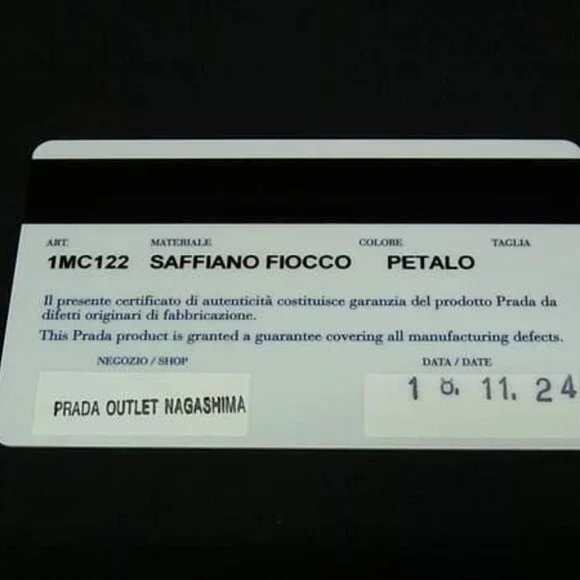 ART. MATERIALE COLORE TAGLIA
1MC122 SAFFIANO FIOCCO PETALO
Il presente certificato di autenticità costituisce garanzia del prodotto Prada da
difetti originari di fabbricazione.
This Prada product is granted a guarantee covering all manufacturing defects.
NEGOZIO / SHOP DATA / DATE
PRADA OUTLET NAGASHIMA 18. 11. 24